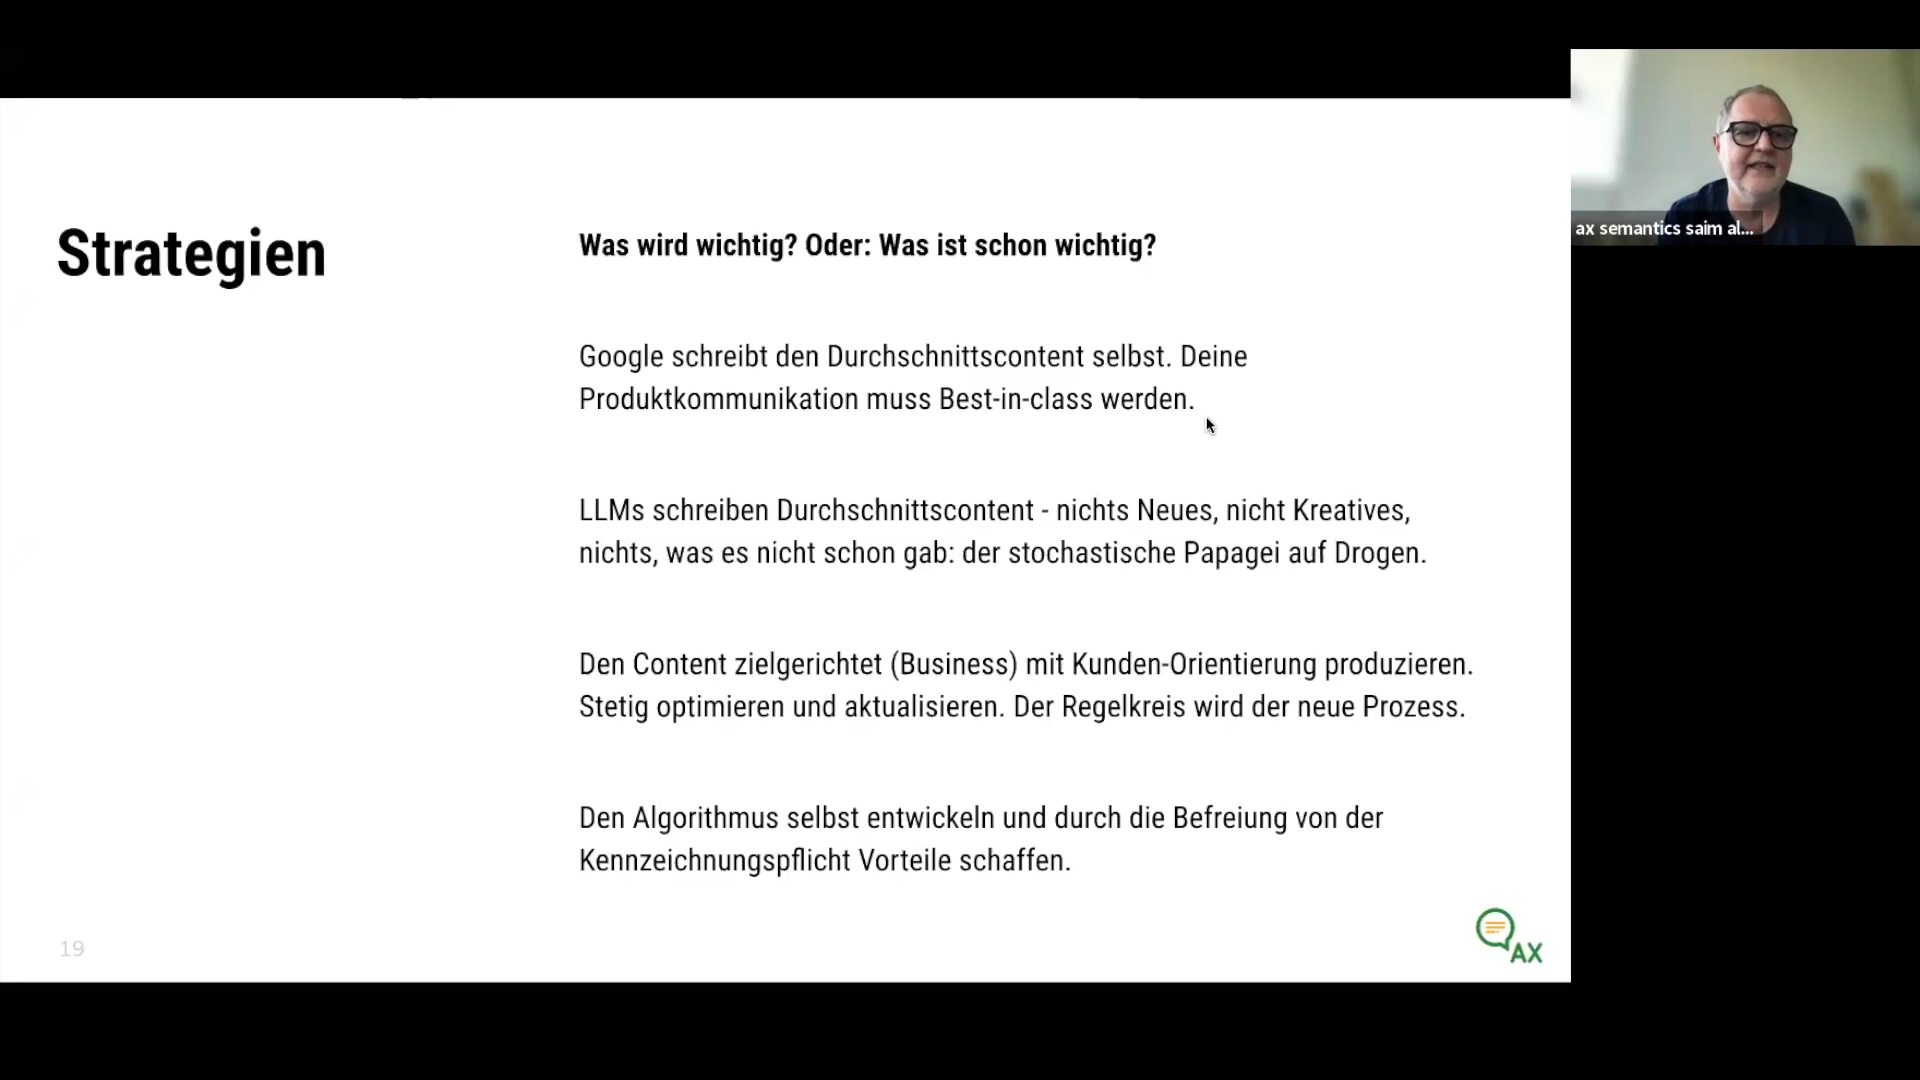 Strategien
Was wird wichtig? Oder: Was ist schon wichtig?
Google schreibt den Durchschnittscontent selbst. Deine
Produktkommunikation muss Best-in-class werden.
LLMs schreiben Durchschnittscontent - nichts Neues, nicht Kreatives,
nichts, was es nicht schon gab: der stochastische Papagei auf Drogen.
Den Content zielgerichtet (Business) mit Kunden-Orientierung produzieren.
Stetig optimieren und aktualisieren. Der Regelkreis wird der neue Prozess.
Den Algorithmus selbst entwickeln und durch die Befreiung von der
Kennzeichnungspflicht Vorteile schaffen.
19
AX
ax semantics saim al...